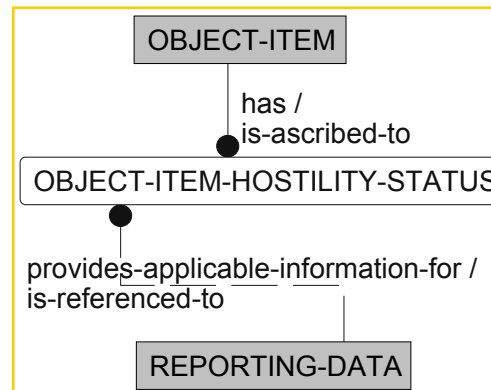 OBJECT-ITEM
has /
is-ascribed-to
OBJECT-ITEM-HOSTILITY-STATUS
provides-applicable-information-for /
is-referenced-to
REPORTING-DATA